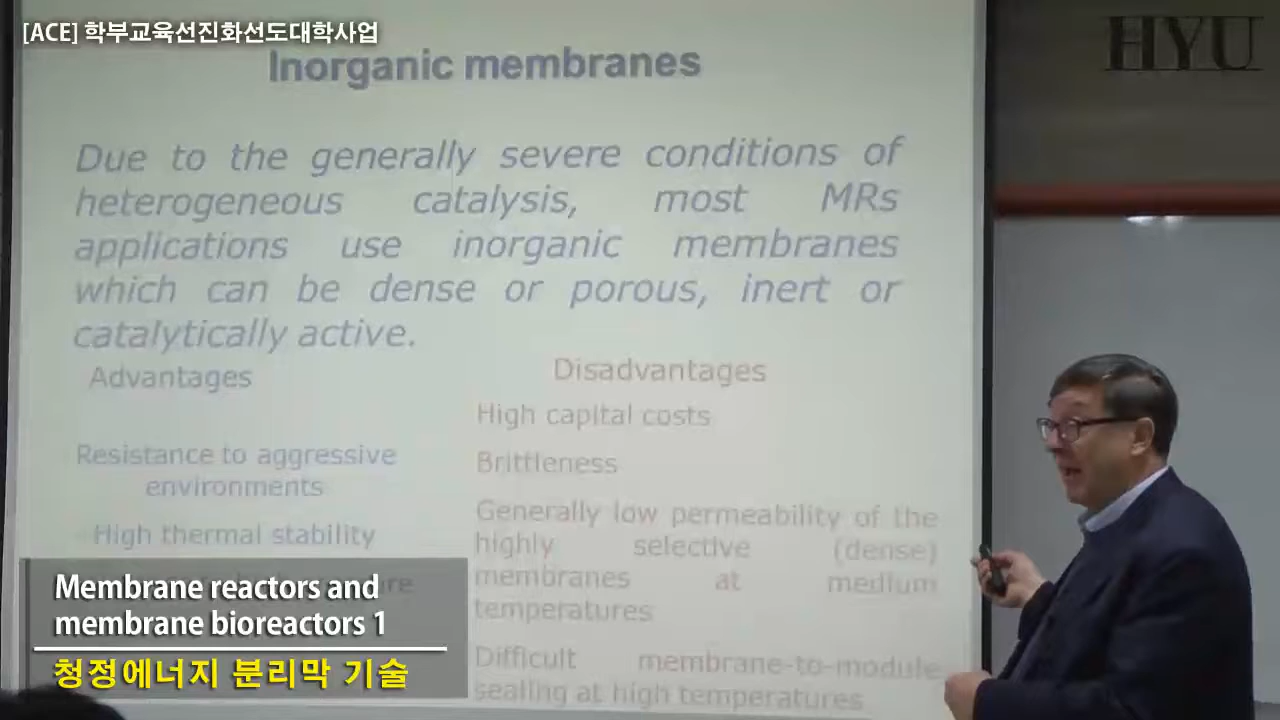 [ACE] 학부교육선진화선도대학사업
HYU
Inorganic membranes
Due to the generally severe conditions of
heterogeneous catalysis, most MRs
applications use inorganic membranes
which can be dense or porous, inert or
catalytically active.
Advantages
Resistance to aggressive
environments
High thermal stability
Disadvantages
High capital costs
Brittleness
Generally low permeability of the
highly selective (dense)
membranes at medium
temperatures
Difficult membrane-to-module
sealing at high temperatures
Membrane reactors and
membrane bioreactors 1
청정에너지 분리막 기술